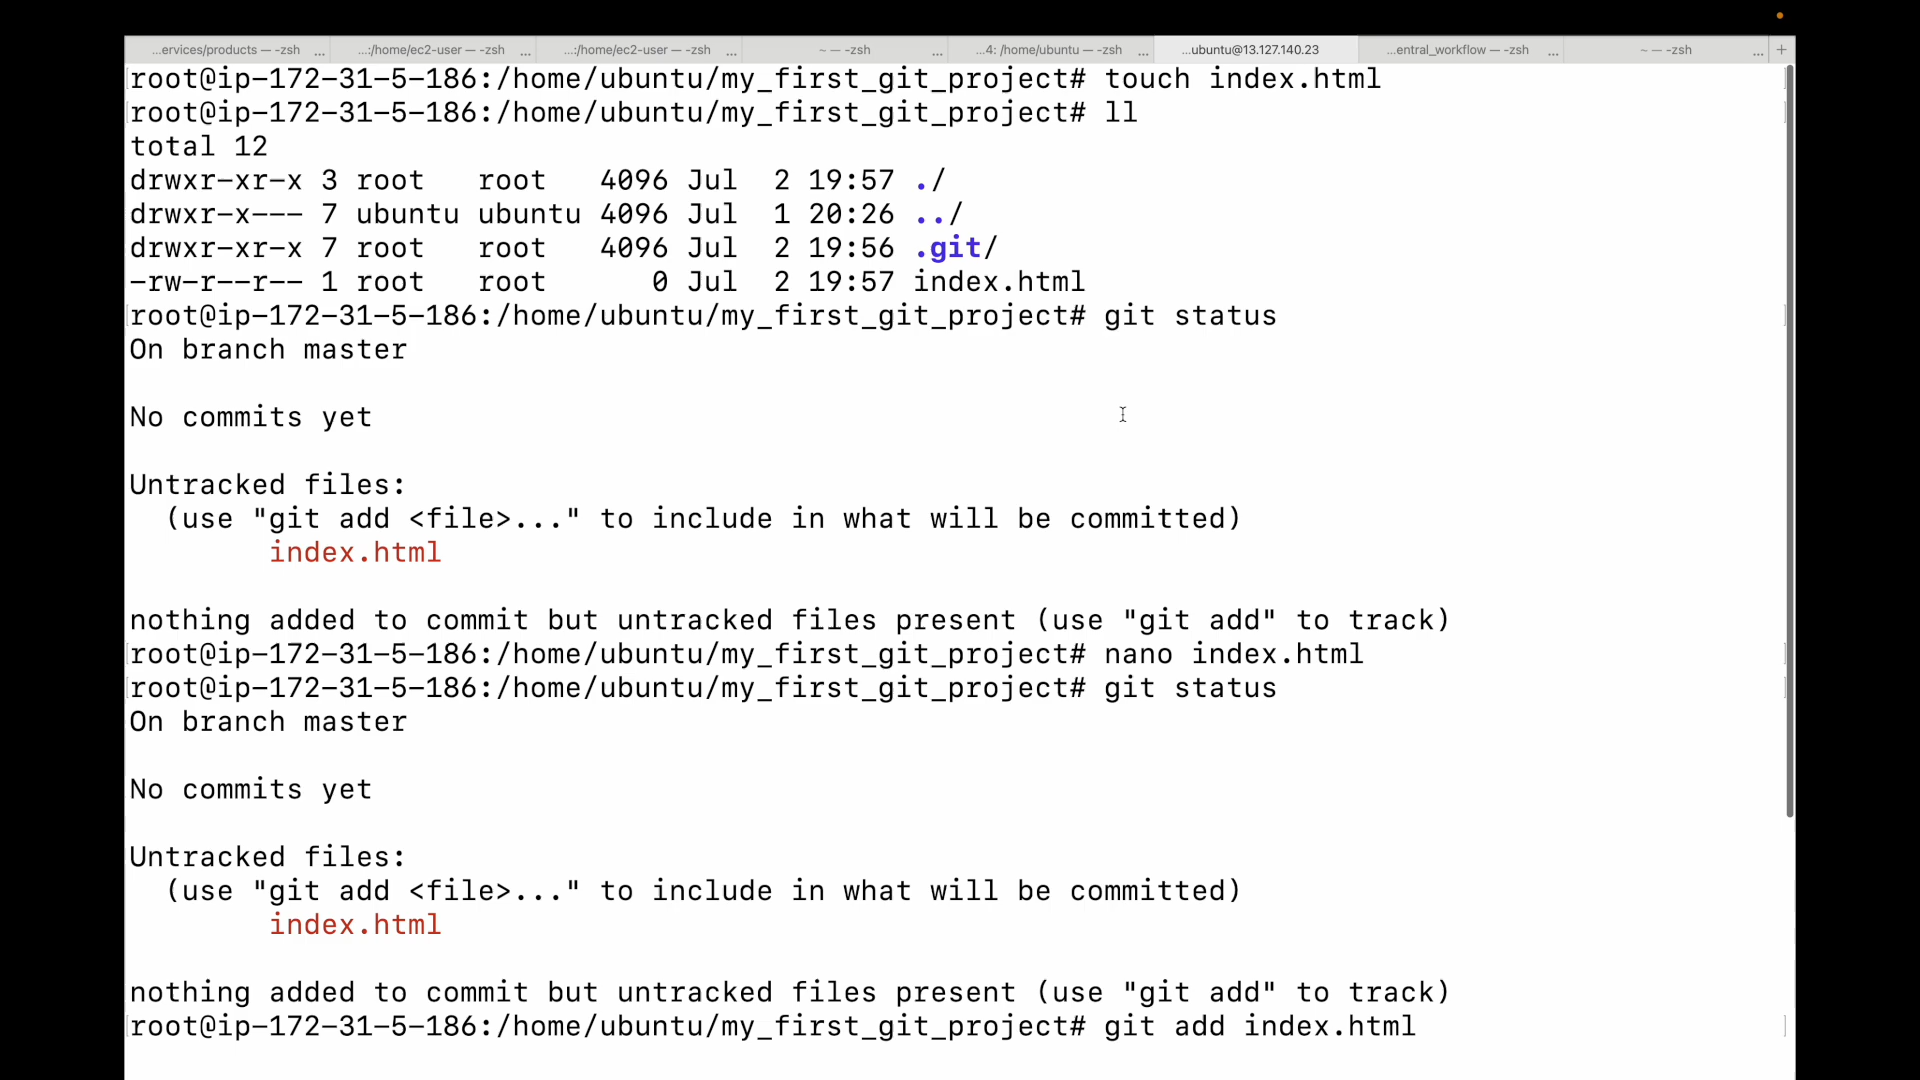 ...ervices/products — -zsh ... ...:/home/ec2-user — -zsh ... ...:/home/ec2-user — -zsh ... ~ — -zsh ... ...4: /home/ubuntu — -zsh ... ...ubuntu@13.127.140.23 ...entral_workflow — -zsh ... ~ — -zsh ... +
root@ip-172-31-5-186:/home/ubuntu/my_first_git_project# touch index.html
root@ip-172-31-5-186:/home/ubuntu/my_first_git_project# ll
total 12
drwxr-xr-x 3 root   root   4096 Jul  2 19:57 ./
drwxr-x--- 7 ubuntu ubuntu 4096 Jul  1 20:26 ../
drwxr-xr-x 7 root   root   4096 Jul  2 19:56 .git/
-rw-r--r-- 1 root   root      0 Jul  2 19:57 index.html
root@ip-172-31-5-186:/home/ubuntu/my_first_git_project# git status
On branch master
No commits yet
Untracked files:
  (use "git add <file>..." to include in what will be committed)
        index.html
nothing added to commit but untracked files present (use "git add" to track)
root@ip-172-31-5-186:/home/ubuntu/my_first_git_project# nano index.html
root@ip-172-31-5-186:/home/ubuntu/my_first_git_project# git status
On branch master
No commits yet
Untracked files:
  (use "git add <file>..." to include in what will be committed)
        index.html
nothing added to commit but untracked files present (use "git add" to track)
root@ip-172-31-5-186:/home/ubuntu/my_first_git_project# git add index.html